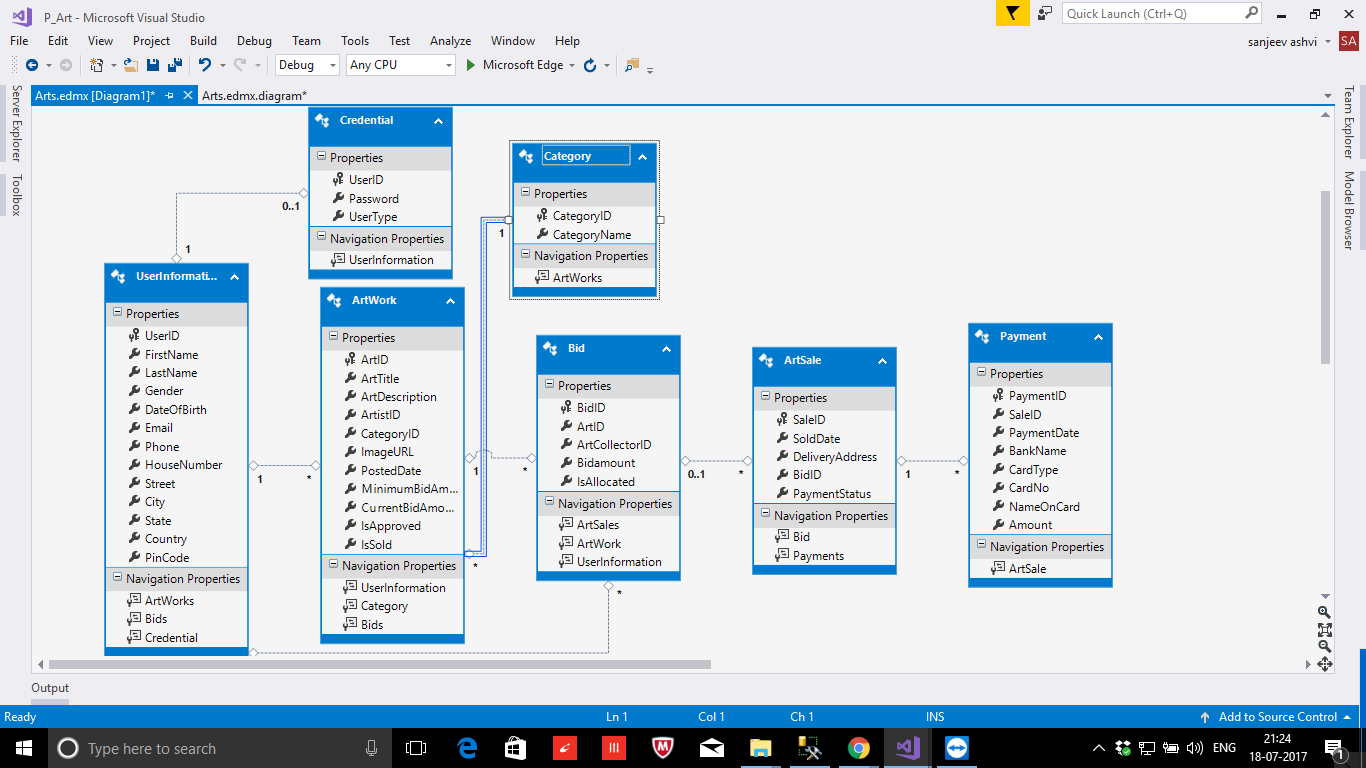 P_Art - Microsoft Visual Studio
Quick Launch (Ctrl+Q)
File Edit View Project Build Debug Team Tools Test Analyze Window Help
sanjeev ashvi
SA
Debug
Any CPU
Microsoft Edge
Server Explorer
Toolbox
Team Explorer
Model Browser
Arts.edmx [Diagram1]*
Arts.edmx.diagram*
Credential
Properties
UserID
Password
UserType
Navigation Properties
UserInformation
0..1
1
Category
Properties
CategoryID
CategoryName
Navigation Properties
ArtWorks
1
UserInformati...
Properties
UserID
FirstName
LastName
Gender
DateOfBirth
Email
Phone
HouseNumber
Street
City
State
Country
PinCode
Navigation Properties
ArtWorks
Bids
Credential
1
*
ArtWork
Properties
ArtID
ArtTitle
ArtDescription
ArtistID
CategoryID
ImageURL
PostedDate
MinimumBidAm...
CurrentBidAmo...
IsApproved
IsSold
Navigation Properties
UserInformation
Category
Bids
1
*
*
Bid
Properties
BidID
ArtID
ArtCollectorID
Bidamount
IsAllocated
Navigation Properties
ArtSales
ArtWork
UserInformation
*
0..1
*
ArtSale
Properties
SaleID
SoldDate
DeliveryAddress
BidID
PaymentStatus
Navigation Properties
Bid
Payments
1
*
Payment
Properties
PaymentID
SaleID
PaymentDate
BankName
CardType
CardNo
NameOnCard
Amount
Navigation Properties
ArtSale
Output
Ready
Ln 1
Col 1
Ch 1
INS
Add to Source Control
Type here to search
ENG
21:24
18-07-2017
1